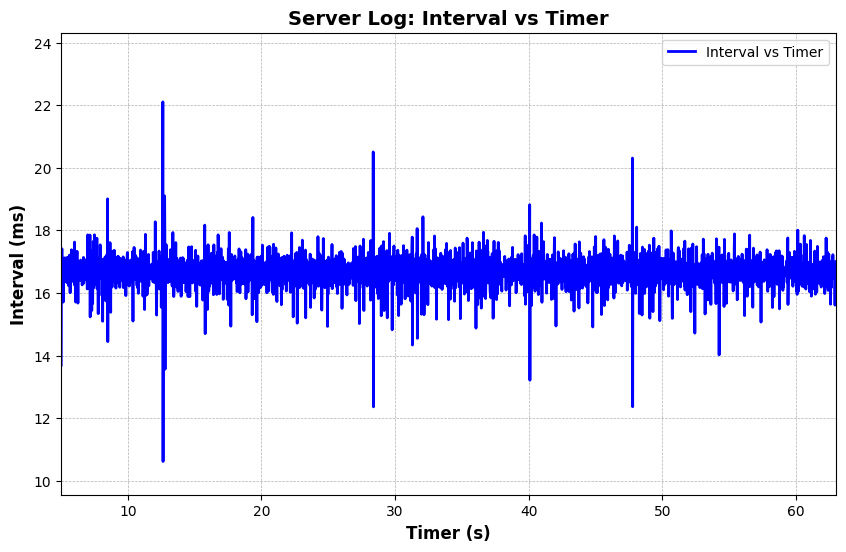 Server Log: Interval vs Timer
Interval vs Timer
24
22
20
18
16
14
12
10
Interval (ms)
10 20 30 40 50 60
Timer (s)